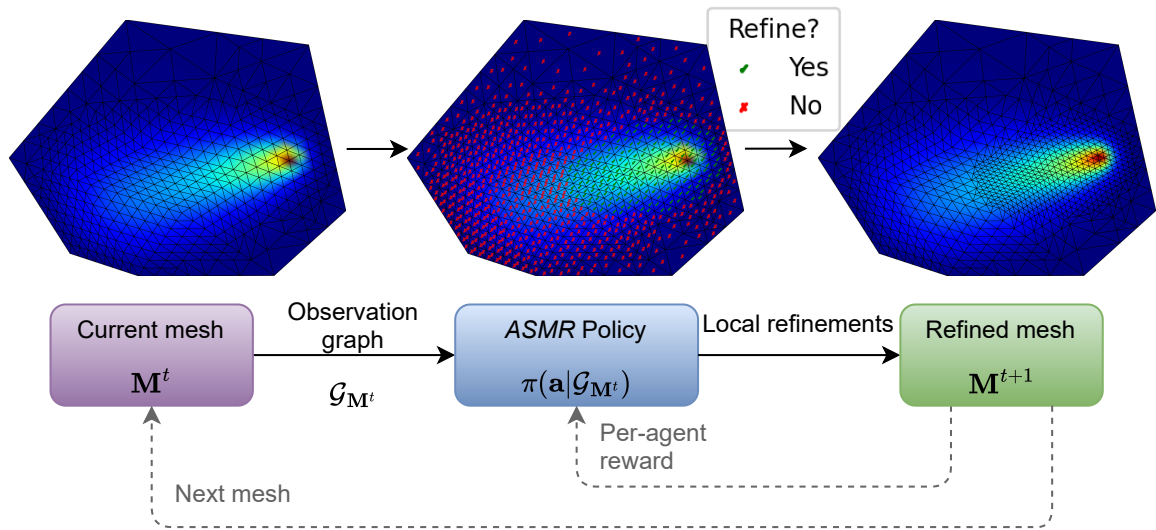 Refine?
Yes
No
Current mesh
M^t
Observation
graph
𝒢_{M^t}
ASMR Policy
π(a|𝒢_{M^t})
Local refinements
Refined mesh
M^{t+1}
Per-agent
reward
Next mesh